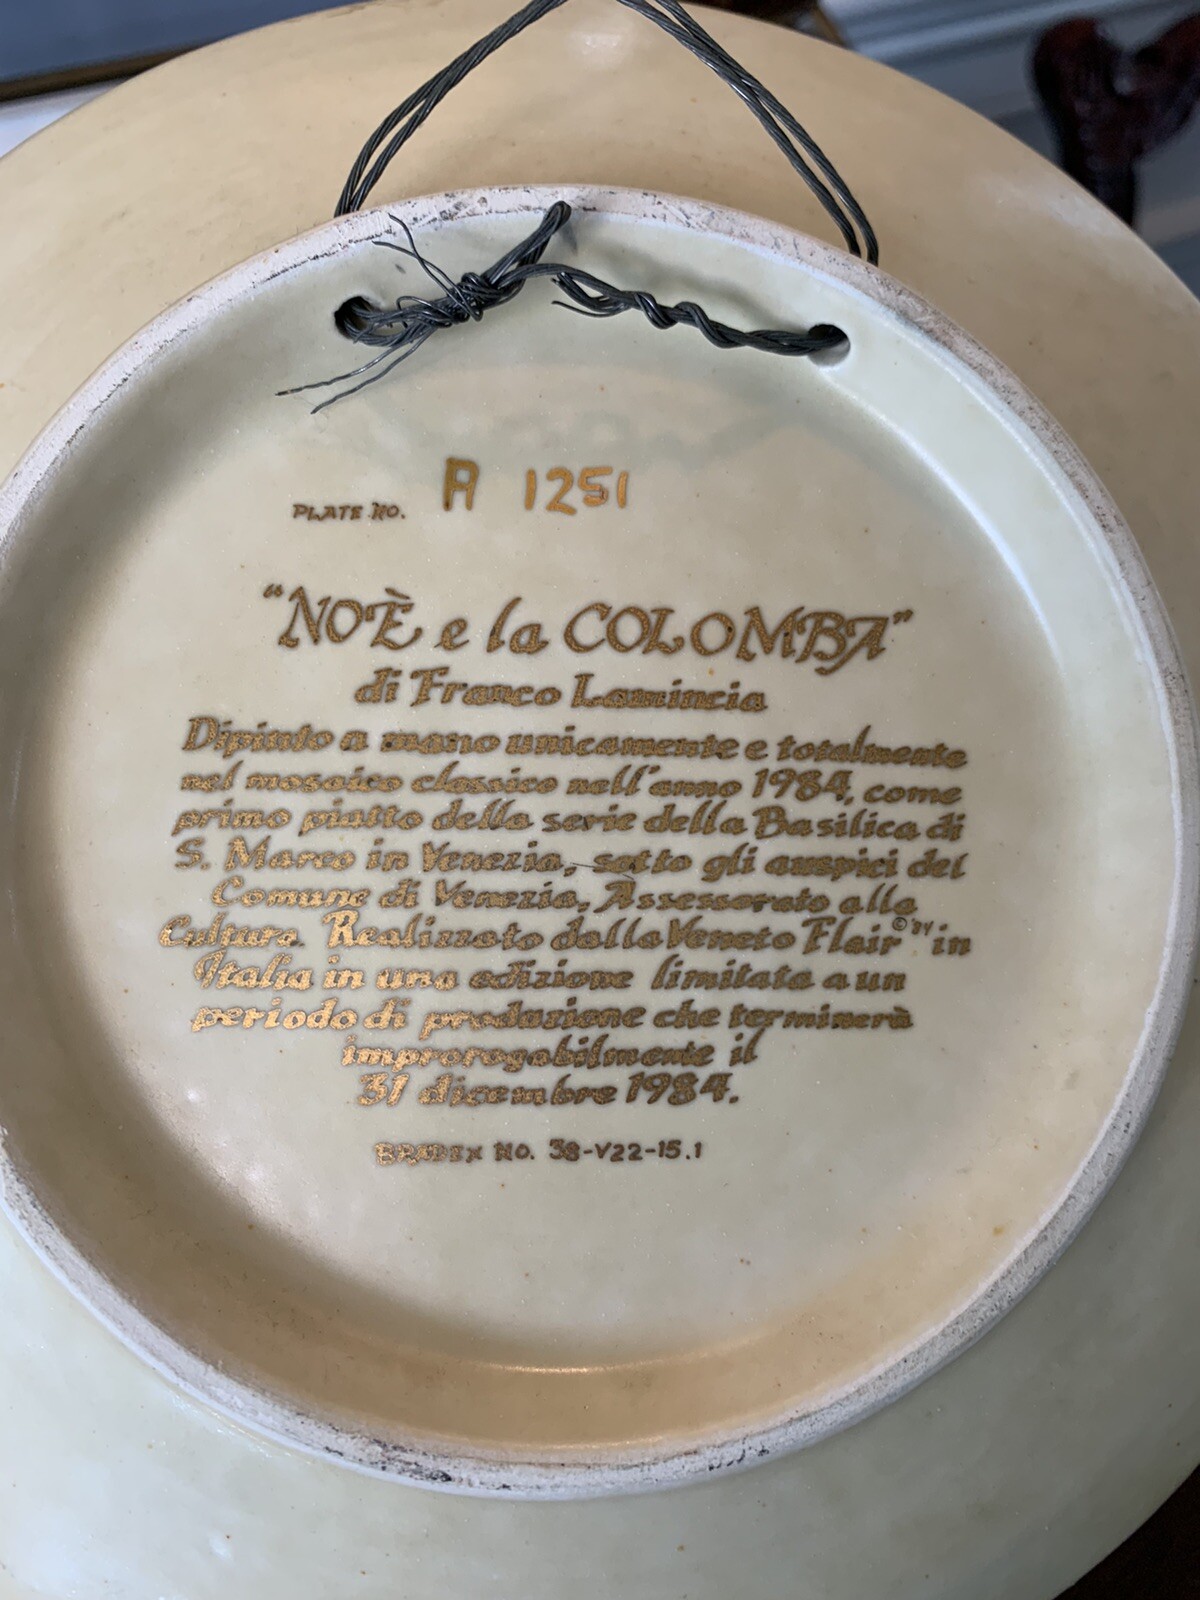 PLATE NO. A 1251
"NOÈ e la COLOMBA"
di Franco Lamincia
Dipinto a mano unicamente e totalmente
nel mosaico classico nell'anno 1984, come
primo piatto della serie della Basilica di
S. Marco in Venezia, sotto gli auspici del
Comune di Venezia, Assessorato alla
Cultura. Realizzato dalla Veneto Flair ©'84 in
Italia in una edizione limitata a un
periodo di produzione che terminerà
improrogabilmente il
31 dicembre 1984.
BRADEX NO. 38-V22-15.1